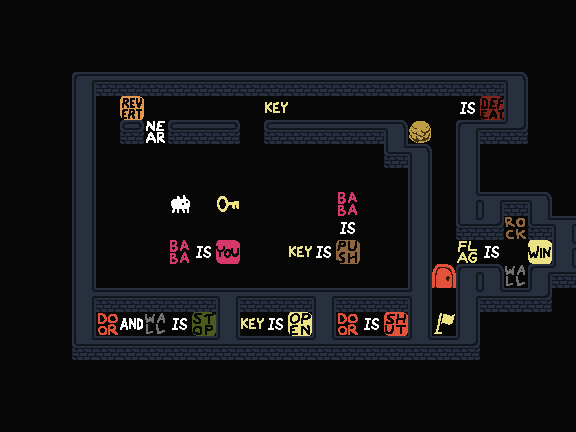 REVERT KEY IS DEFEAT
NEAR
BABA
IS
ROCK
BABA IS YOU KEY IS PUSH FLAG IS WIN
WALL
DOOR AND WALL IS STOP KEY IS OPEN DOOR IS SHUT